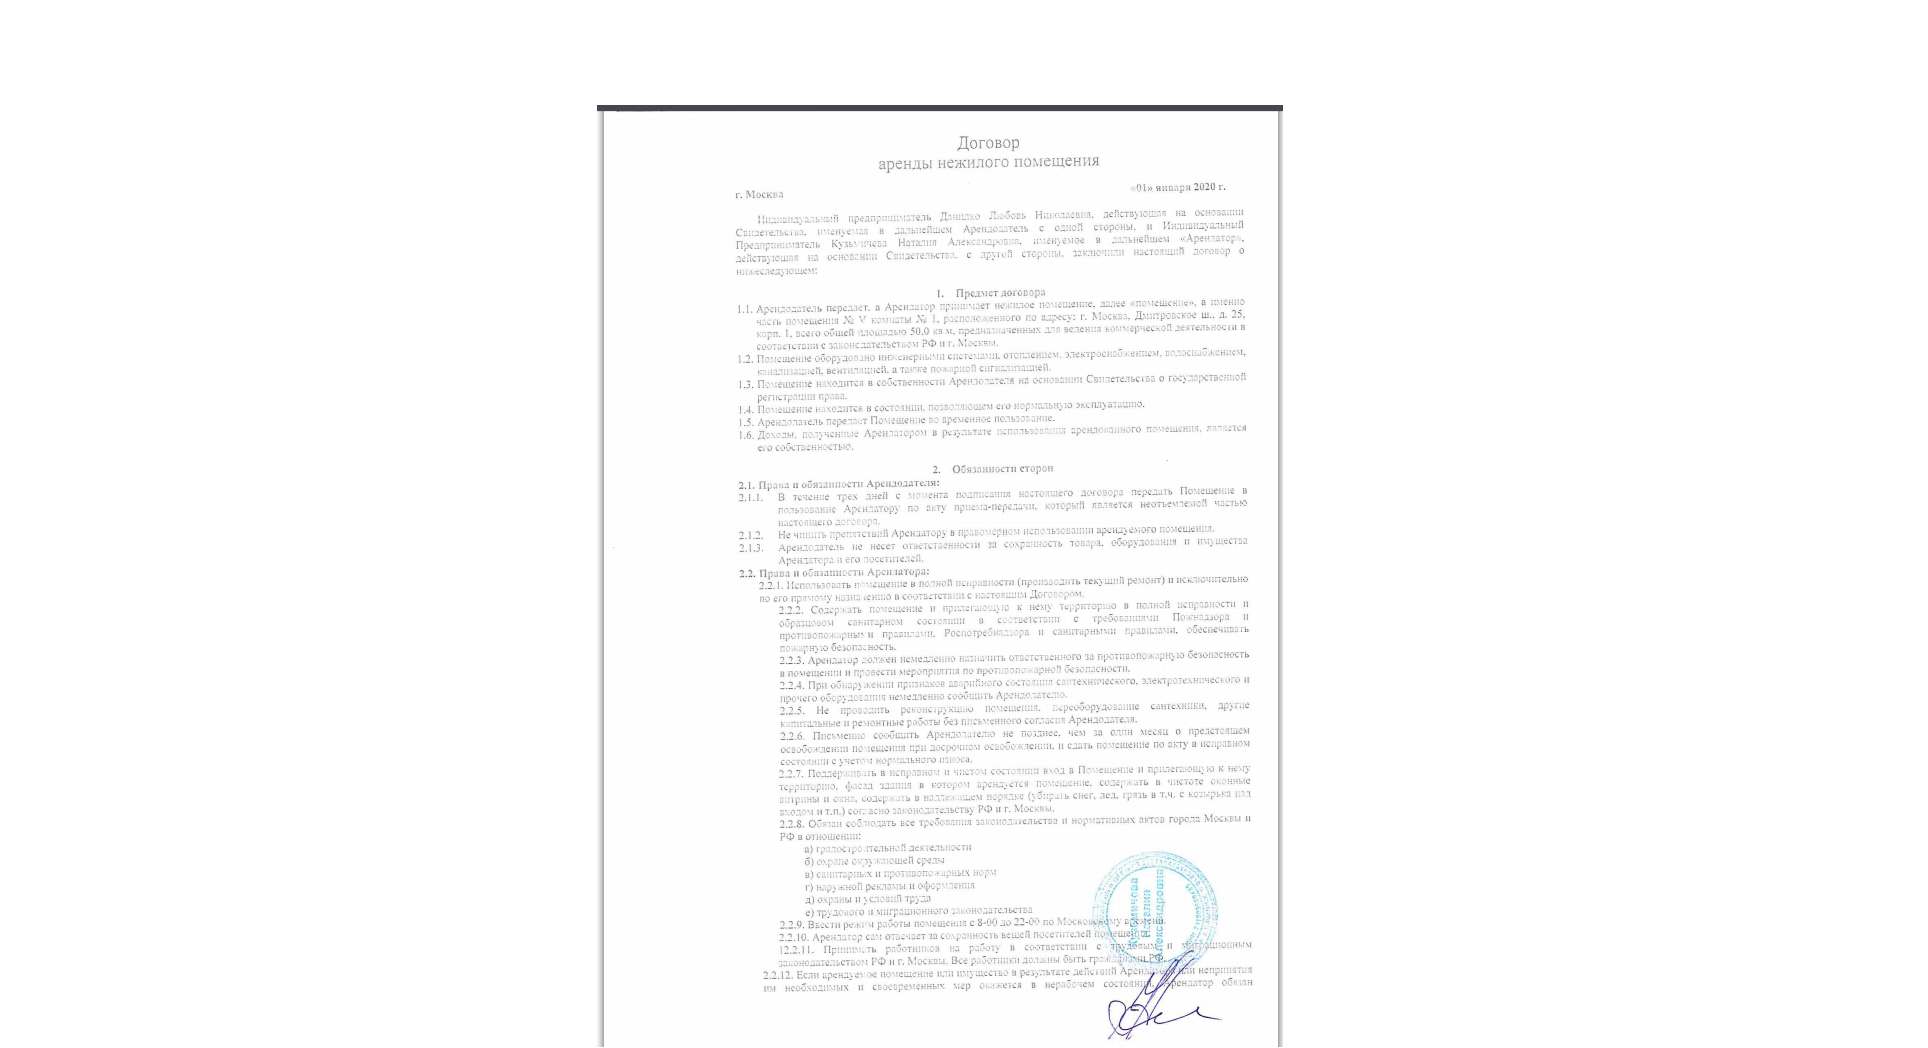 Договор
аренды нежилого помещения
г. Москва
«01» января 2020 г.
Индивидуальный предприниматель Данилко Любовь Николаевна, действующая на основании
Свидетельства, именуемая в дальнейшем Арендодатель с одной стороны, и Индивидуальный
Предприниматель Кузьмичева Наталия Александровна, именуемое в дальнейшем «Арендатор»,
действующая на основании Свидетельства, с другой стороны, заключили настоящий договор о
нижеследующем:
1. Предмет договора
1.1. Арендодатель передает, а Арендатор принимает нежилое помещение, далее «помещение», а именно
часть помещения № V комнаты № 1, расположенного по адресу: г. Москва, Дмитровское ш., д. 25,
корп. 1, всего общей площадью 50,0 кв.м, предназначенных для ведения коммерческой деятельности в
соответствии с законодательством РФ и г. Москвы.
1.2. Помещение оборудовано инженерными системами, отоплением, электроснабжением, водоснабжением,
канализацией, вентиляцией, а также пожарной сигнализацией.
1.3. Помещение находится в собственности Арендодателя на основании Свидетельства о государственной
регистрации права.
1.4. Помещение находится в состоянии, позволяющем его нормальную эксплуатацию.
1.5. Арендодатель передает Помещение во временное пользование.
1.6. Доходы, полученные Арендатором в результате использования арендованного помещения, является
его собственностью.
2. Обязанности сторон
2.1. Права и обязанности Арендодателя:
2.1.1. В течение трех дней с момента подписания настоящего договора передать Помещение в
пользование Арендатору по акту приема-передачи, который является неотъемлемой частью
настоящего договора.
2.1.2. Не чинить препятствий Арендатору в правомерном использовании арендуемого помещения.
2.1.3. Арендодатель не несет ответственности за сохранность товара, оборудования и имущества
Арендатора и его посетителей.
2.2. Права и обязанности Арендатора:
2.2.1. Использовать помещение в полной исправности (производить текущий ремонт) и исключительно
по его прямому назначению в соответствии с настоящим Договором.
2.2.2. Содержать помещение и прилегающую к нему территорию в полной исправности и
образцовом санитарном состоянии в соответствии с требованиями Пожнадзора и
противопожарными правилами, Роспотребнадзора и санитарными правилами, обеспечивать
пожарную безопасность.
2.2.3. Арендатор должен немедленно назначить ответственного за противопожарную безопасность
в помещении и провести мероприятия по противопожарной безопасности.
2.2.4. При обнаружении признаков аварийного состояния сантехнического, электротехнического и
прочего оборудования немедленно сообщить Арендодателю.
2.2.5. Не проводить реконструкцию помещения, переоборудование сантехники, другие
капитальные и ремонтные работы без письменного согласия Арендодателя.
2.2.6. Письменно сообщить Арендодателю не позднее, чем за один месяц о предстоящем
освобождении помещения при досрочном освобождении, и сдать помещение по акту в исправном
состоянии с учетом нормального износа.
2.2.7. Поддерживать в исправном и чистом состоянии вход в Помещение и прилегающую к нему
территорию, фасад здания в котором арендуется помещение, содержать в чистоте оконные
витрины и окна, содержать в надлежащем порядке (убирать снег, лед, грязь в т.ч. с козырька над
входом и т.п.) согласно законодательству РФ и г. Москвы.
2.2.8. Обязан соблюдать все требования законодательства и нормативных актов города Москвы и
РФ в отношении:
а) градостроительной деятельности
б) охране окружающей среды
в) санитарных и противопожарных норм
г) наружной рекламы и оформления
д) охраны и условий труда
е) трудового и миграционного законодательства
2.2.9. Ввести режим работы помещения с 8-00 до 22-00 по Московскому времени.
2.2.10. Арендатор сам отвечает за сохранность вещей посетителей помещения.
12.2.11. Принимать работников на работу в соответствии с трудовым и миграционным
законодательством РФ и г. Москвы. Все работники должны быть гражданами РФ.
2.2.12. Если арендуемое помещение или имущество в результате действий Арендатора или непринятия
им необходимых и своевременных мер окажется в нерабочем состоянии, Арендатор обязан
Кузьмичева
Наталия
Александровна